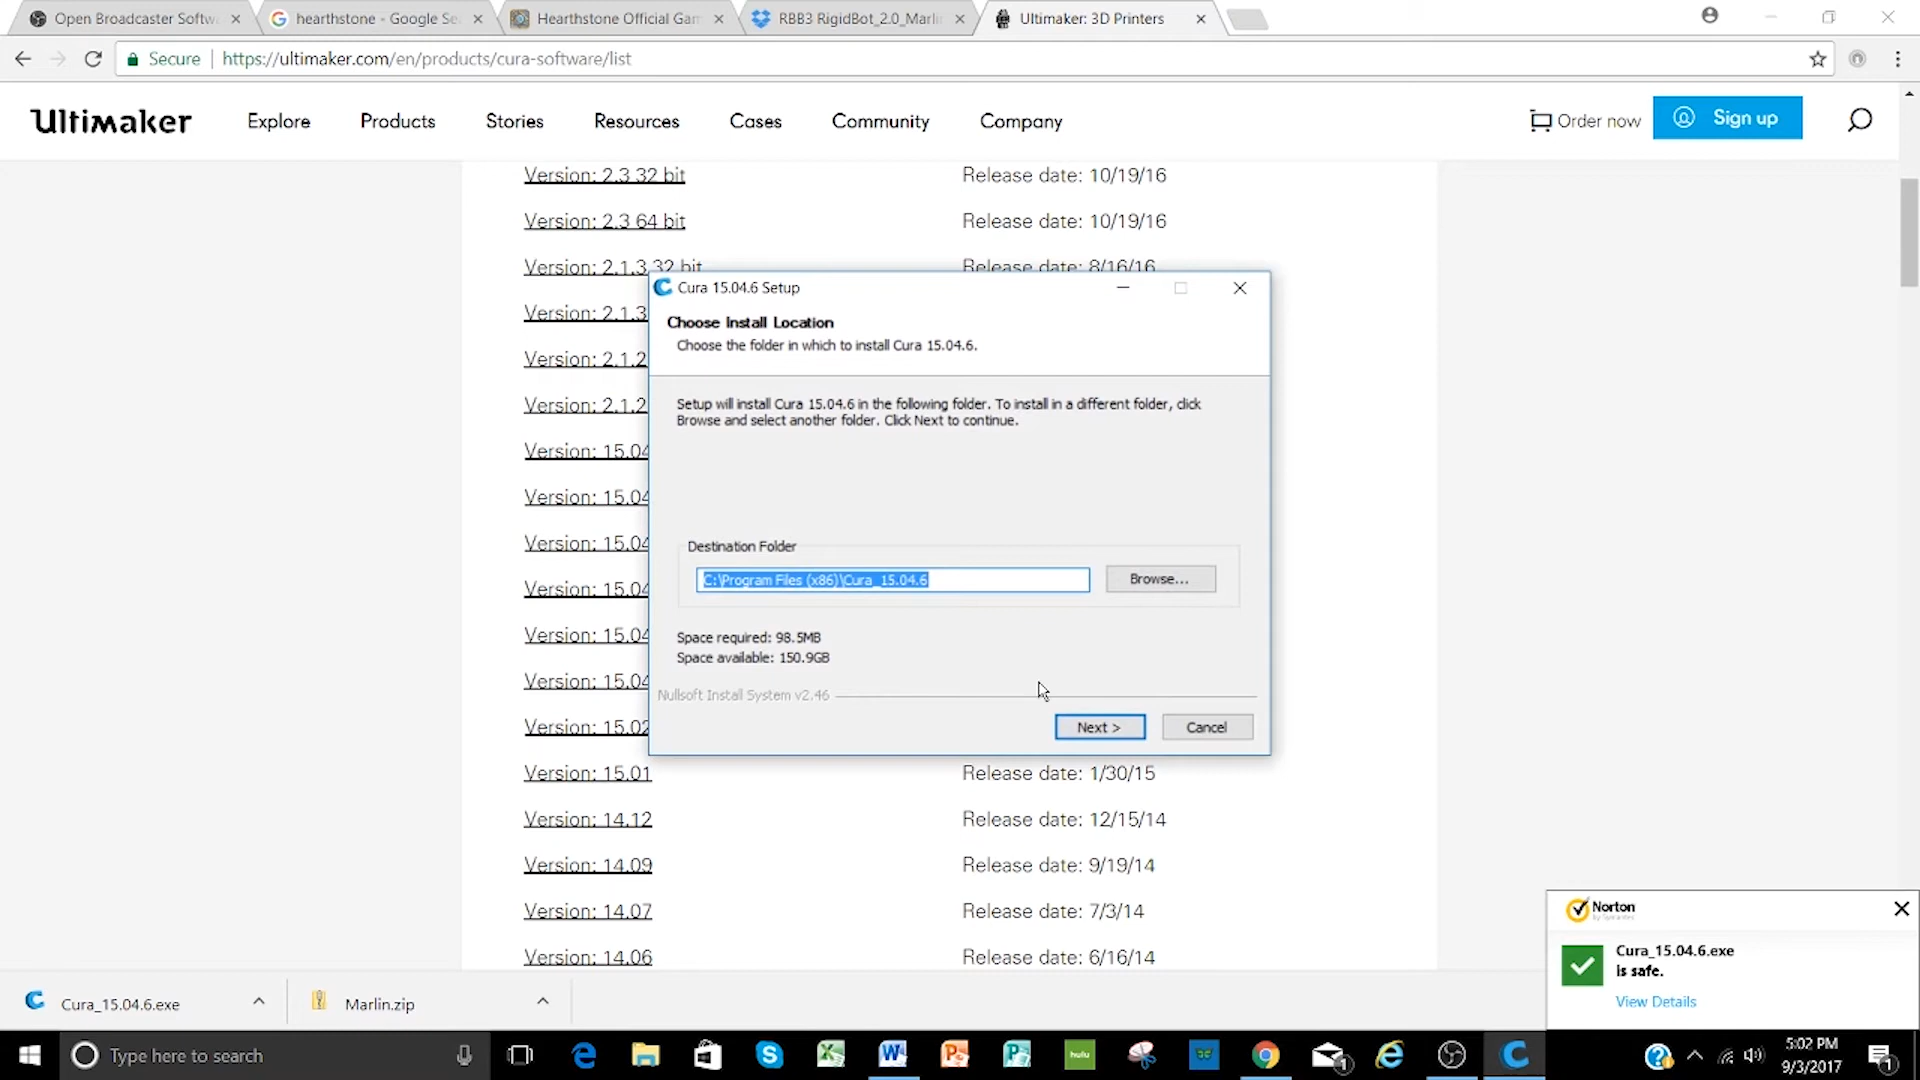 Open Broadcaster Softw
hearthstone - Google Se
Hearthstone Official Gam
RBB3 RigidBot_2.0_Marlin
Ultimaker: 3D Printers
Secure
https://ultimaker.com/en/products/cura-software/list
Ultimaker
Explore
Products
Stories
Resources
Cases
Community
Company
Order now
Sign up
Version: 2.3 32 bit Release date: 10/19/16
Version: 2.3 64 bit Release date: 10/19/16
Version: 2.1.3 32 bit Release date: 8/16/16
Version: 2.1.3
Version: 2.1.2
Version: 2.1.2
Version: 15.04
Version: 15.04
Version: 15.04
Version: 15.04
Version: 15.04
Version: 15.04
Version: 15.02
Version: 15.01 Release date: 1/30/15
Version: 14.12 Release date: 12/15/14
Version: 14.09 Release date: 9/19/14
Version: 14.07 Release date: 7/3/14
Version: 14.06 Release date: 6/16/14
Cura 15.04.6 Setup
Choose Install Location
Choose the folder in which to install Cura 15.04.6.
Setup will install Cura 15.04.6 in the following folder. To install in a different folder, click
Browse and select another folder. Click Next to continue.
Destination Folder
C:\Program Files (x86)\Cura_15.04.6
Browse...
Space required: 98.5MB
Space available: 150.9GB
Nullsoft Install System v2.46
Next >
Cancel
Norton
by Symantec
Cura_15.04.6.exe
is safe.
View Details
Cura_15.04.6.exe
Marlin.zip
Type here to search
hulu
1
5:02 PM
9/3/2017
1